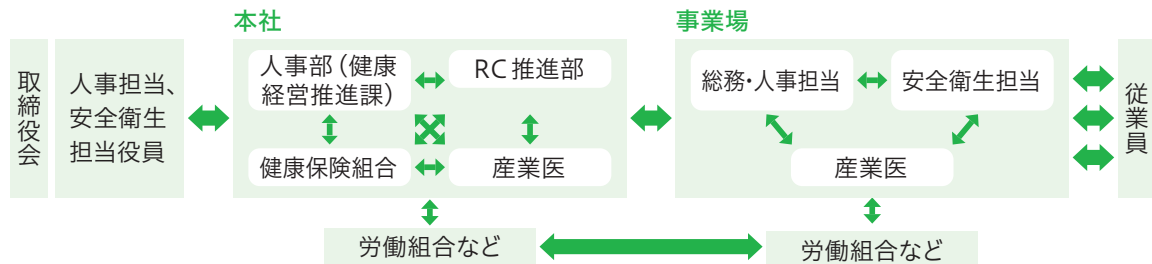 本社
事業場
取締役会
人事担当、
安全衛生
担当役員
人事部（健康
経営推進課）
RC推進部
健康保険組合
産業医
総務・人事担当
安全衛生担当
産業医
従業員
労働組合など
労働組合など